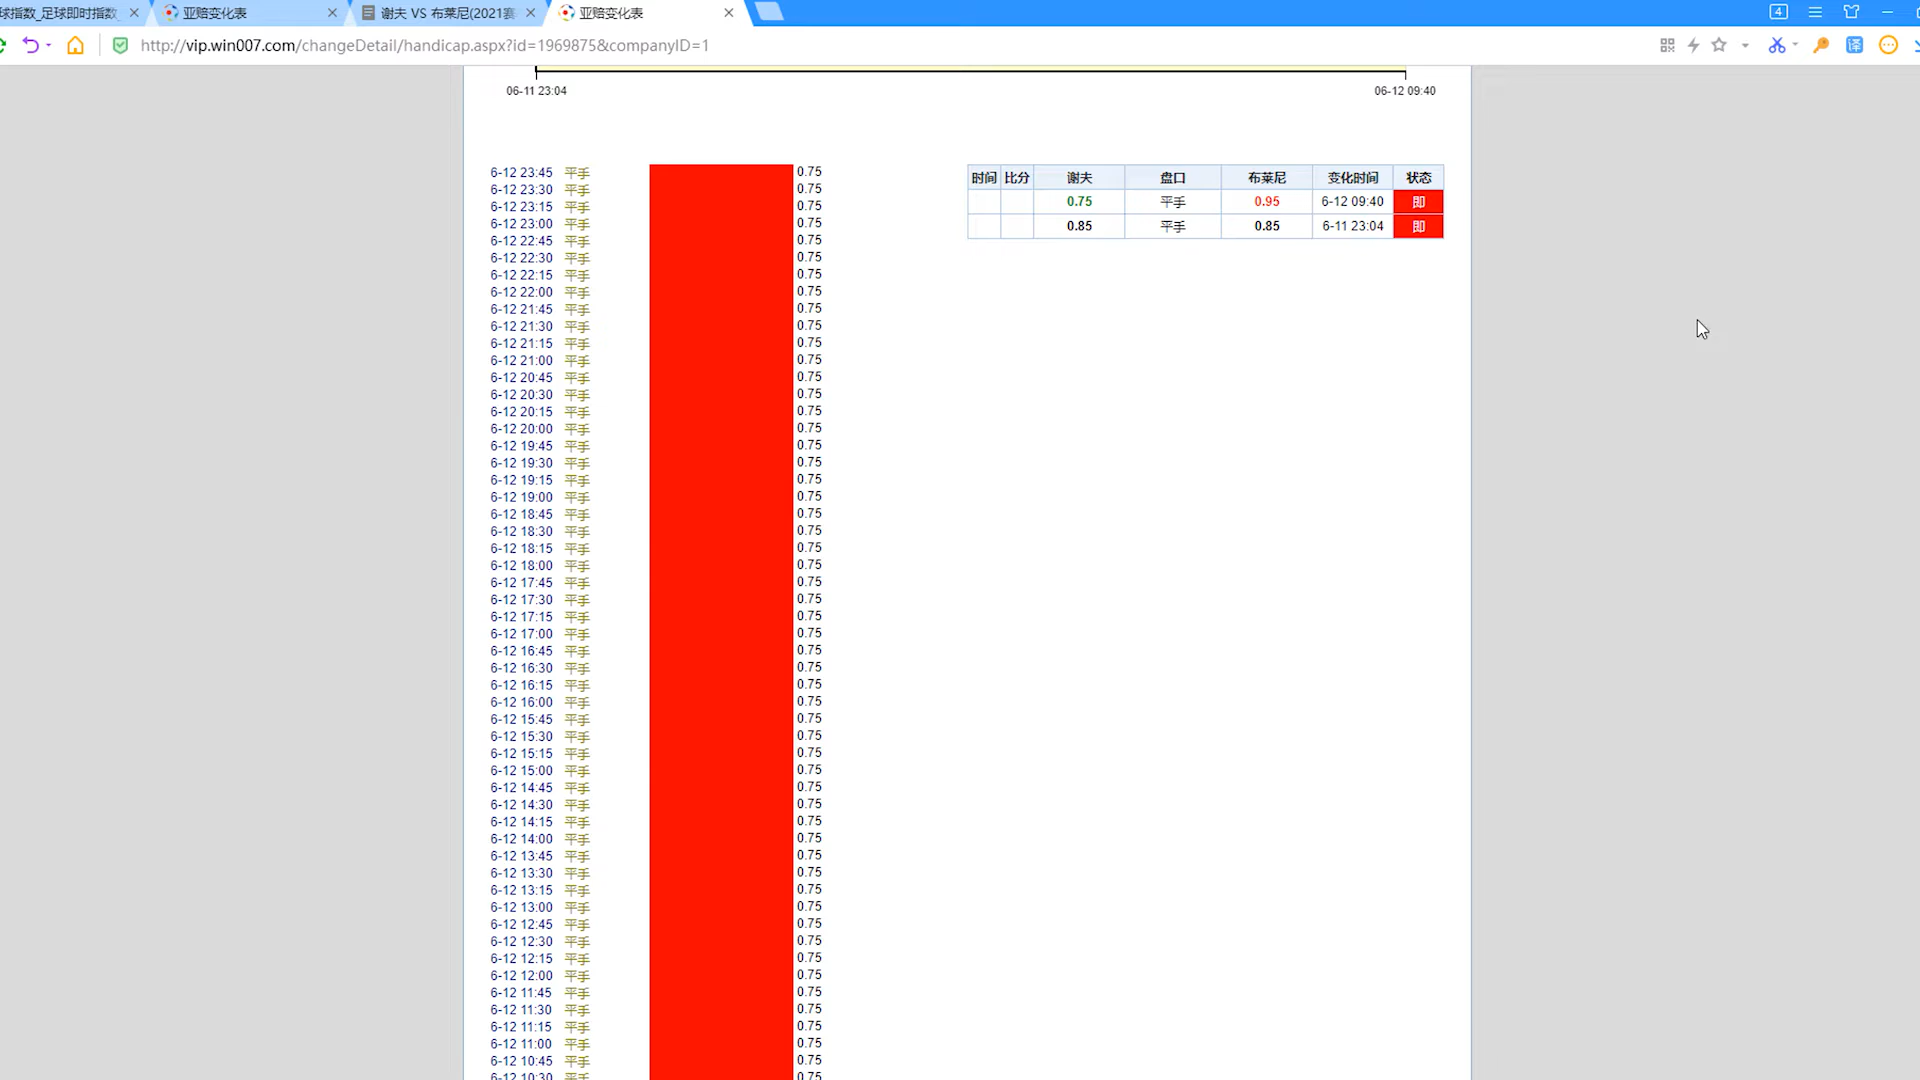 球指数_足球即时指数
亚赔变化表
谢夫 VS 布莱尼(2021赛
亚赔变化表
4
http://vip.win007.com/changeDetail/handicap.aspx?id=1969875&companyID=1
译
06-11 23:04
06-12 09:40
6-12 23:45 平手 0.75
6-12 23:30 平手 0.75
6-12 23:15 平手 0.75
6-12 23:00 平手 0.75
6-12 22:45 平手 0.75
6-12 22:30 平手 0.75
6-12 22:15 平手 0.75
6-12 22:00 平手 0.75
6-12 21:45 平手 0.75
6-12 21:30 平手 0.75
6-12 21:15 平手 0.75
6-12 21:00 平手 0.75
6-12 20:45 平手 0.75
6-12 20:30 平手 0.75
6-12 20:15 平手 0.75
6-12 20:00 平手 0.75
6-12 19:45 平手 0.75
6-12 19:30 平手 0.75
6-12 19:15 平手 0.75
6-12 19:00 平手 0.75
6-12 18:45 平手 0.75
6-12 18:30 平手 0.75
6-12 18:15 平手 0.75
6-12 18:00 平手 0.75
6-12 17:45 平手 0.75
6-12 17:30 平手 0.75
6-12 17:15 平手 0.75
6-12 17:00 平手 0.75
6-12 16:45 平手 0.75
6-12 16:30 平手 0.75
6-12 16:15 平手 0.75
6-12 16:00 平手 0.75
6-12 15:45 平手 0.75
6-12 15:30 平手 0.75
6-12 15:15 平手 0.75
6-12 15:00 平手 0.75
6-12 14:45 平手 0.75
6-12 14:30 平手 0.75
6-12 14:15 平手 0.75
6-12 14:00 平手 0.75
6-12 13:45 平手 0.75
6-12 13:30 平手 0.75
6-12 13:15 平手 0.75
6-12 13:00 平手 0.75
6-12 12:45 平手 0.75
6-12 12:30 平手 0.75
6-12 12:15 平手 0.75
6-12 12:00 平手 0.75
6-12 11:45 平手 0.75
6-12 11:30 平手 0.75
6-12 11:15 平手 0.75
6-12 11:00 平手 0.75
6-12 10:45 平手 0.75
6-12 10:30 平手 0.75
时间 比分 谢夫 盘口 布莱尼 变化时间 状态
0.75 平手 0.95 6-12 09:40 即
0.85 平手 0.85 6-11 23:04 即